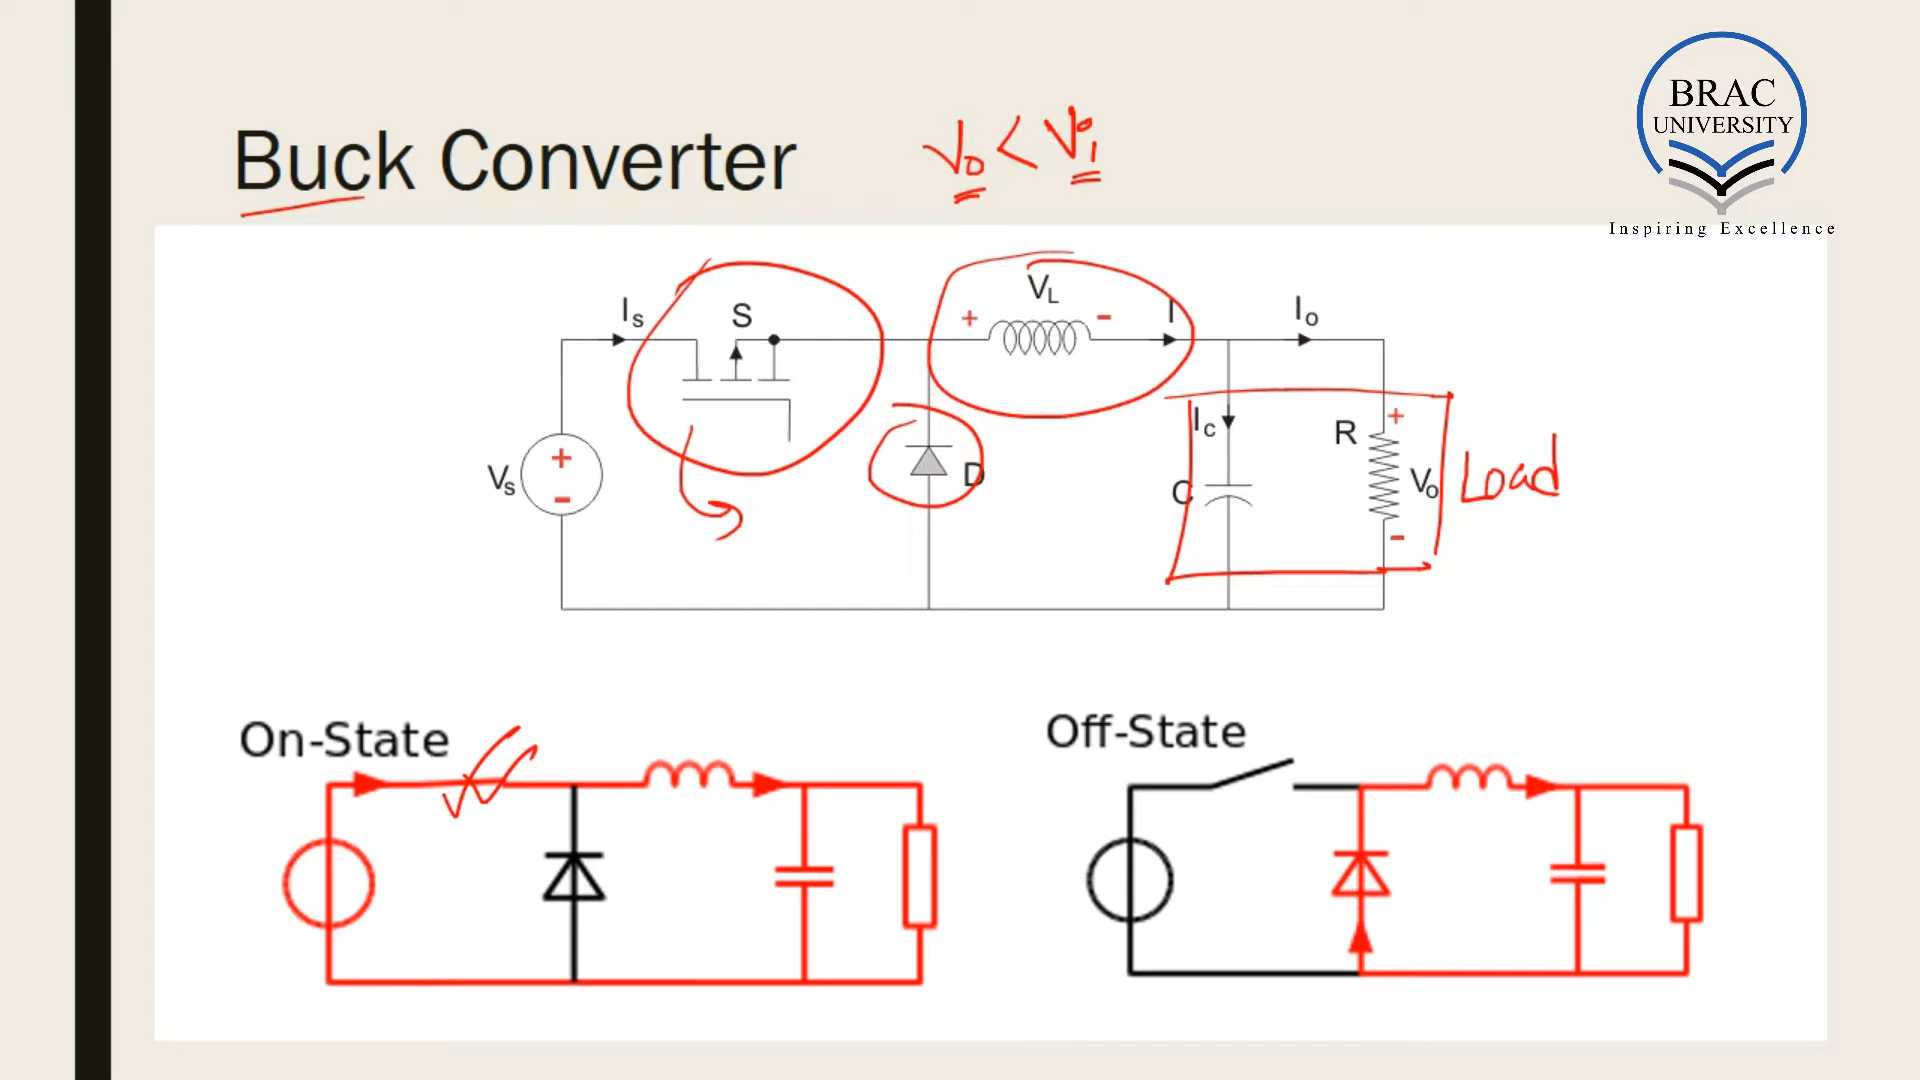 Buck Converter
Vo < Vi
BRAC
UNIVERSITY
Inspiring Excellence
VL
Is
S
+
-
I
Io
Ic
R
+
Vs
+
-
D
C
Vo
Load
-
On-State
Off-State